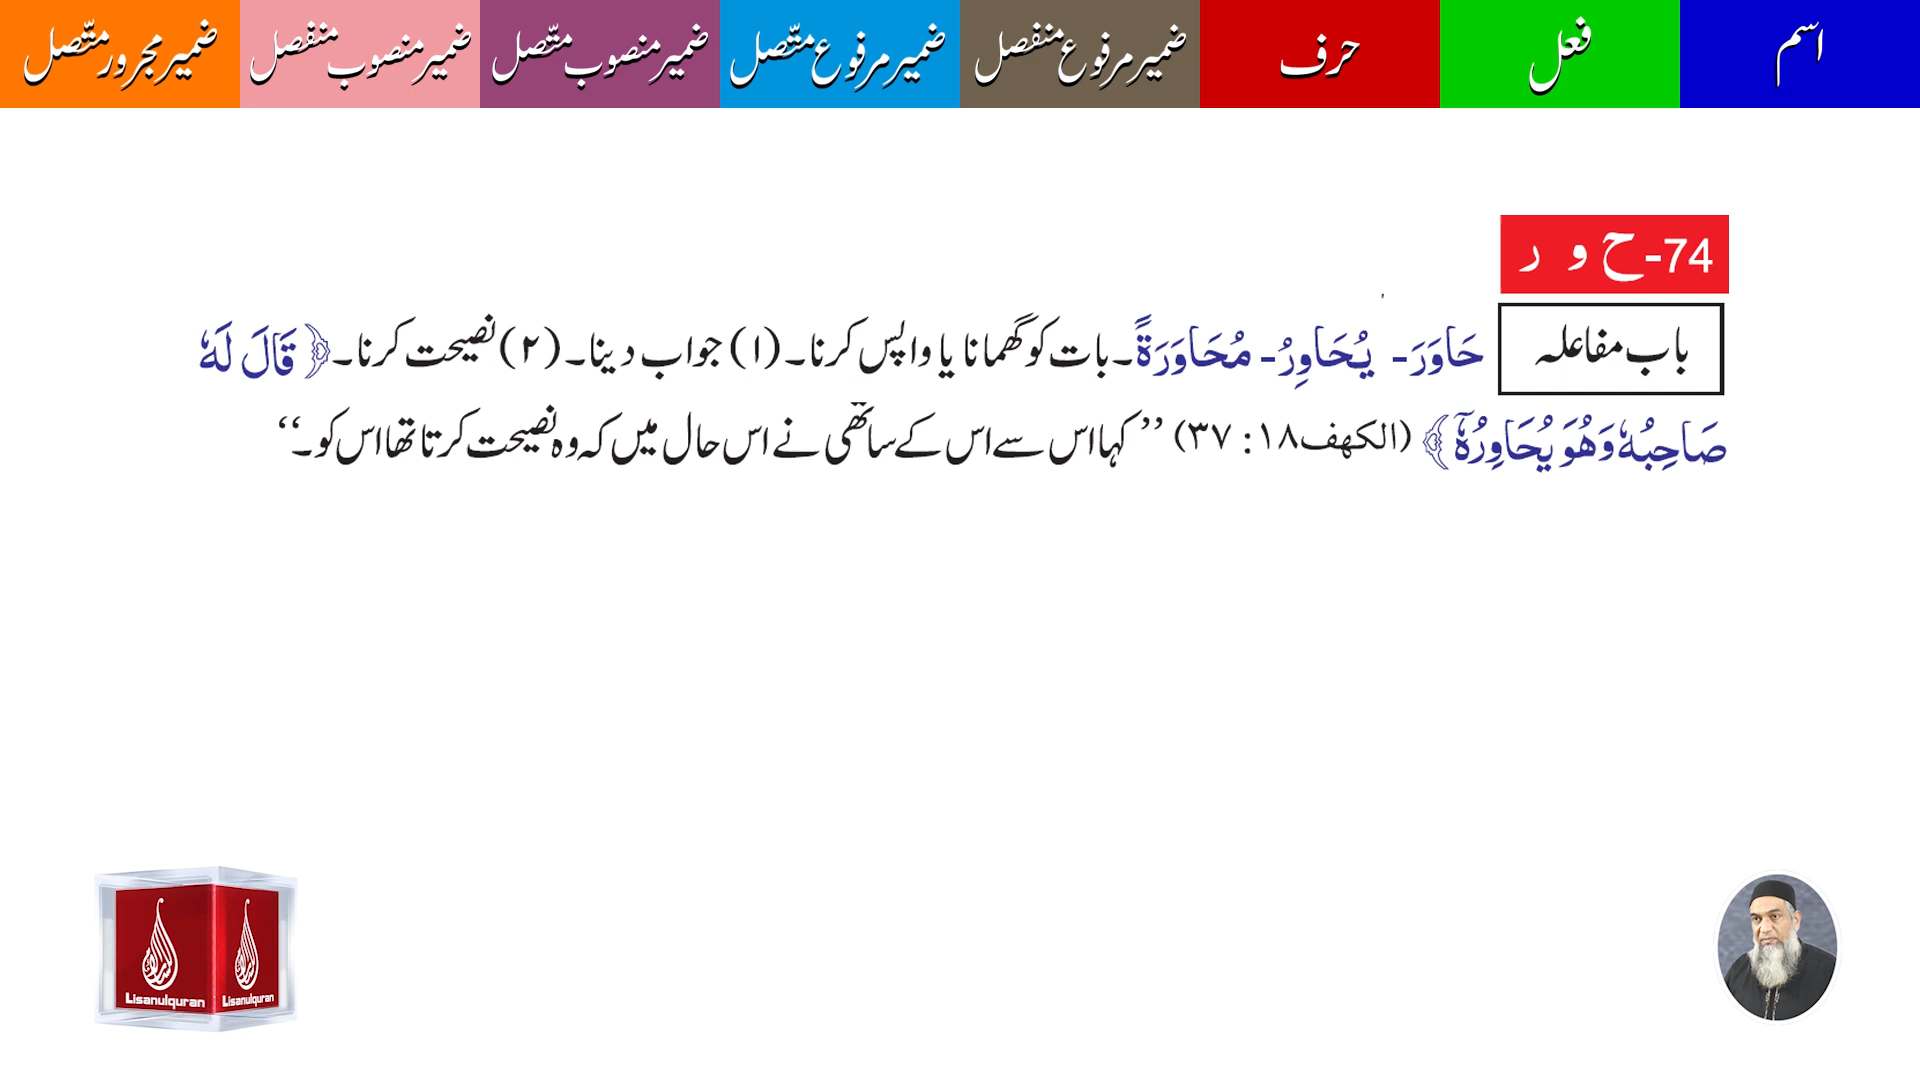 اسم فعل حرف ضمیر مرفوع منفصل ضمیر مرفوع متّصل ضمیر منصوب متّصل ضمیر منصوب منفصل ضمیر مجرور متّصل
74- ح و ر
باب مفاعلہ حَاوَرَ - یُحَاوِرُ - مُحَاوَرَةً ۔ بات کو گھمانا یا واپس کرنا۔ (۱) جواب دینا۔ (۲) نصیحت کرنا۔ ﴿ قَالَ لَهٗ
صَاحِبُهٗ وَهُوَ يُحَاوِرُهٗٓ ﴾ (الکھف۱۸: ۳۷) ’’کہا اس سے اس کے ساتھی نے اس حال میں کہ وہ نصیحت کرتا تھا اس کو۔‘‘
Lisanulquran Lisanulquran